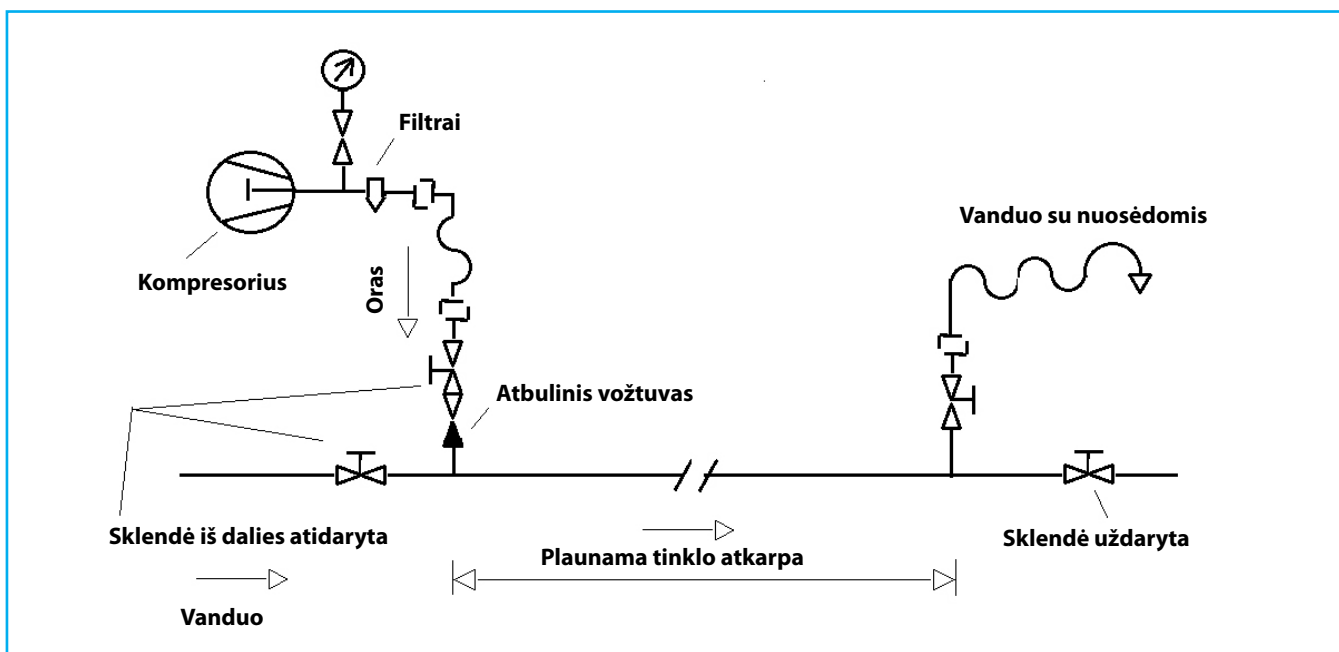 Filtrai
Vanduo su nuosėdomis
Kompresorius
Oras
Atbulinis vožtuvas
Sklendė iš dalies atidaryta
Sklendė uždaryta
Plaunama tinklo atkarpa
Vanduo